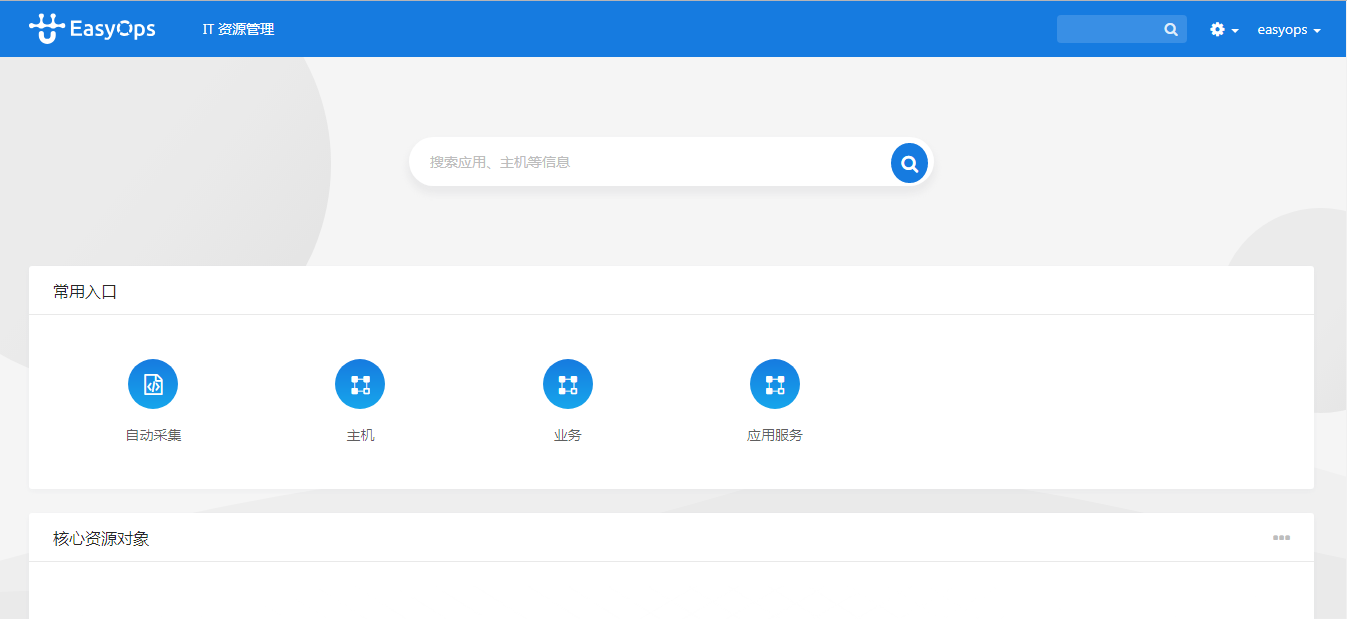 EasyOps
IT 资源管理
easyops
搜索应用、主机等信息
常用入口
自动采集
主机
业务
应用服务
核心资源对象